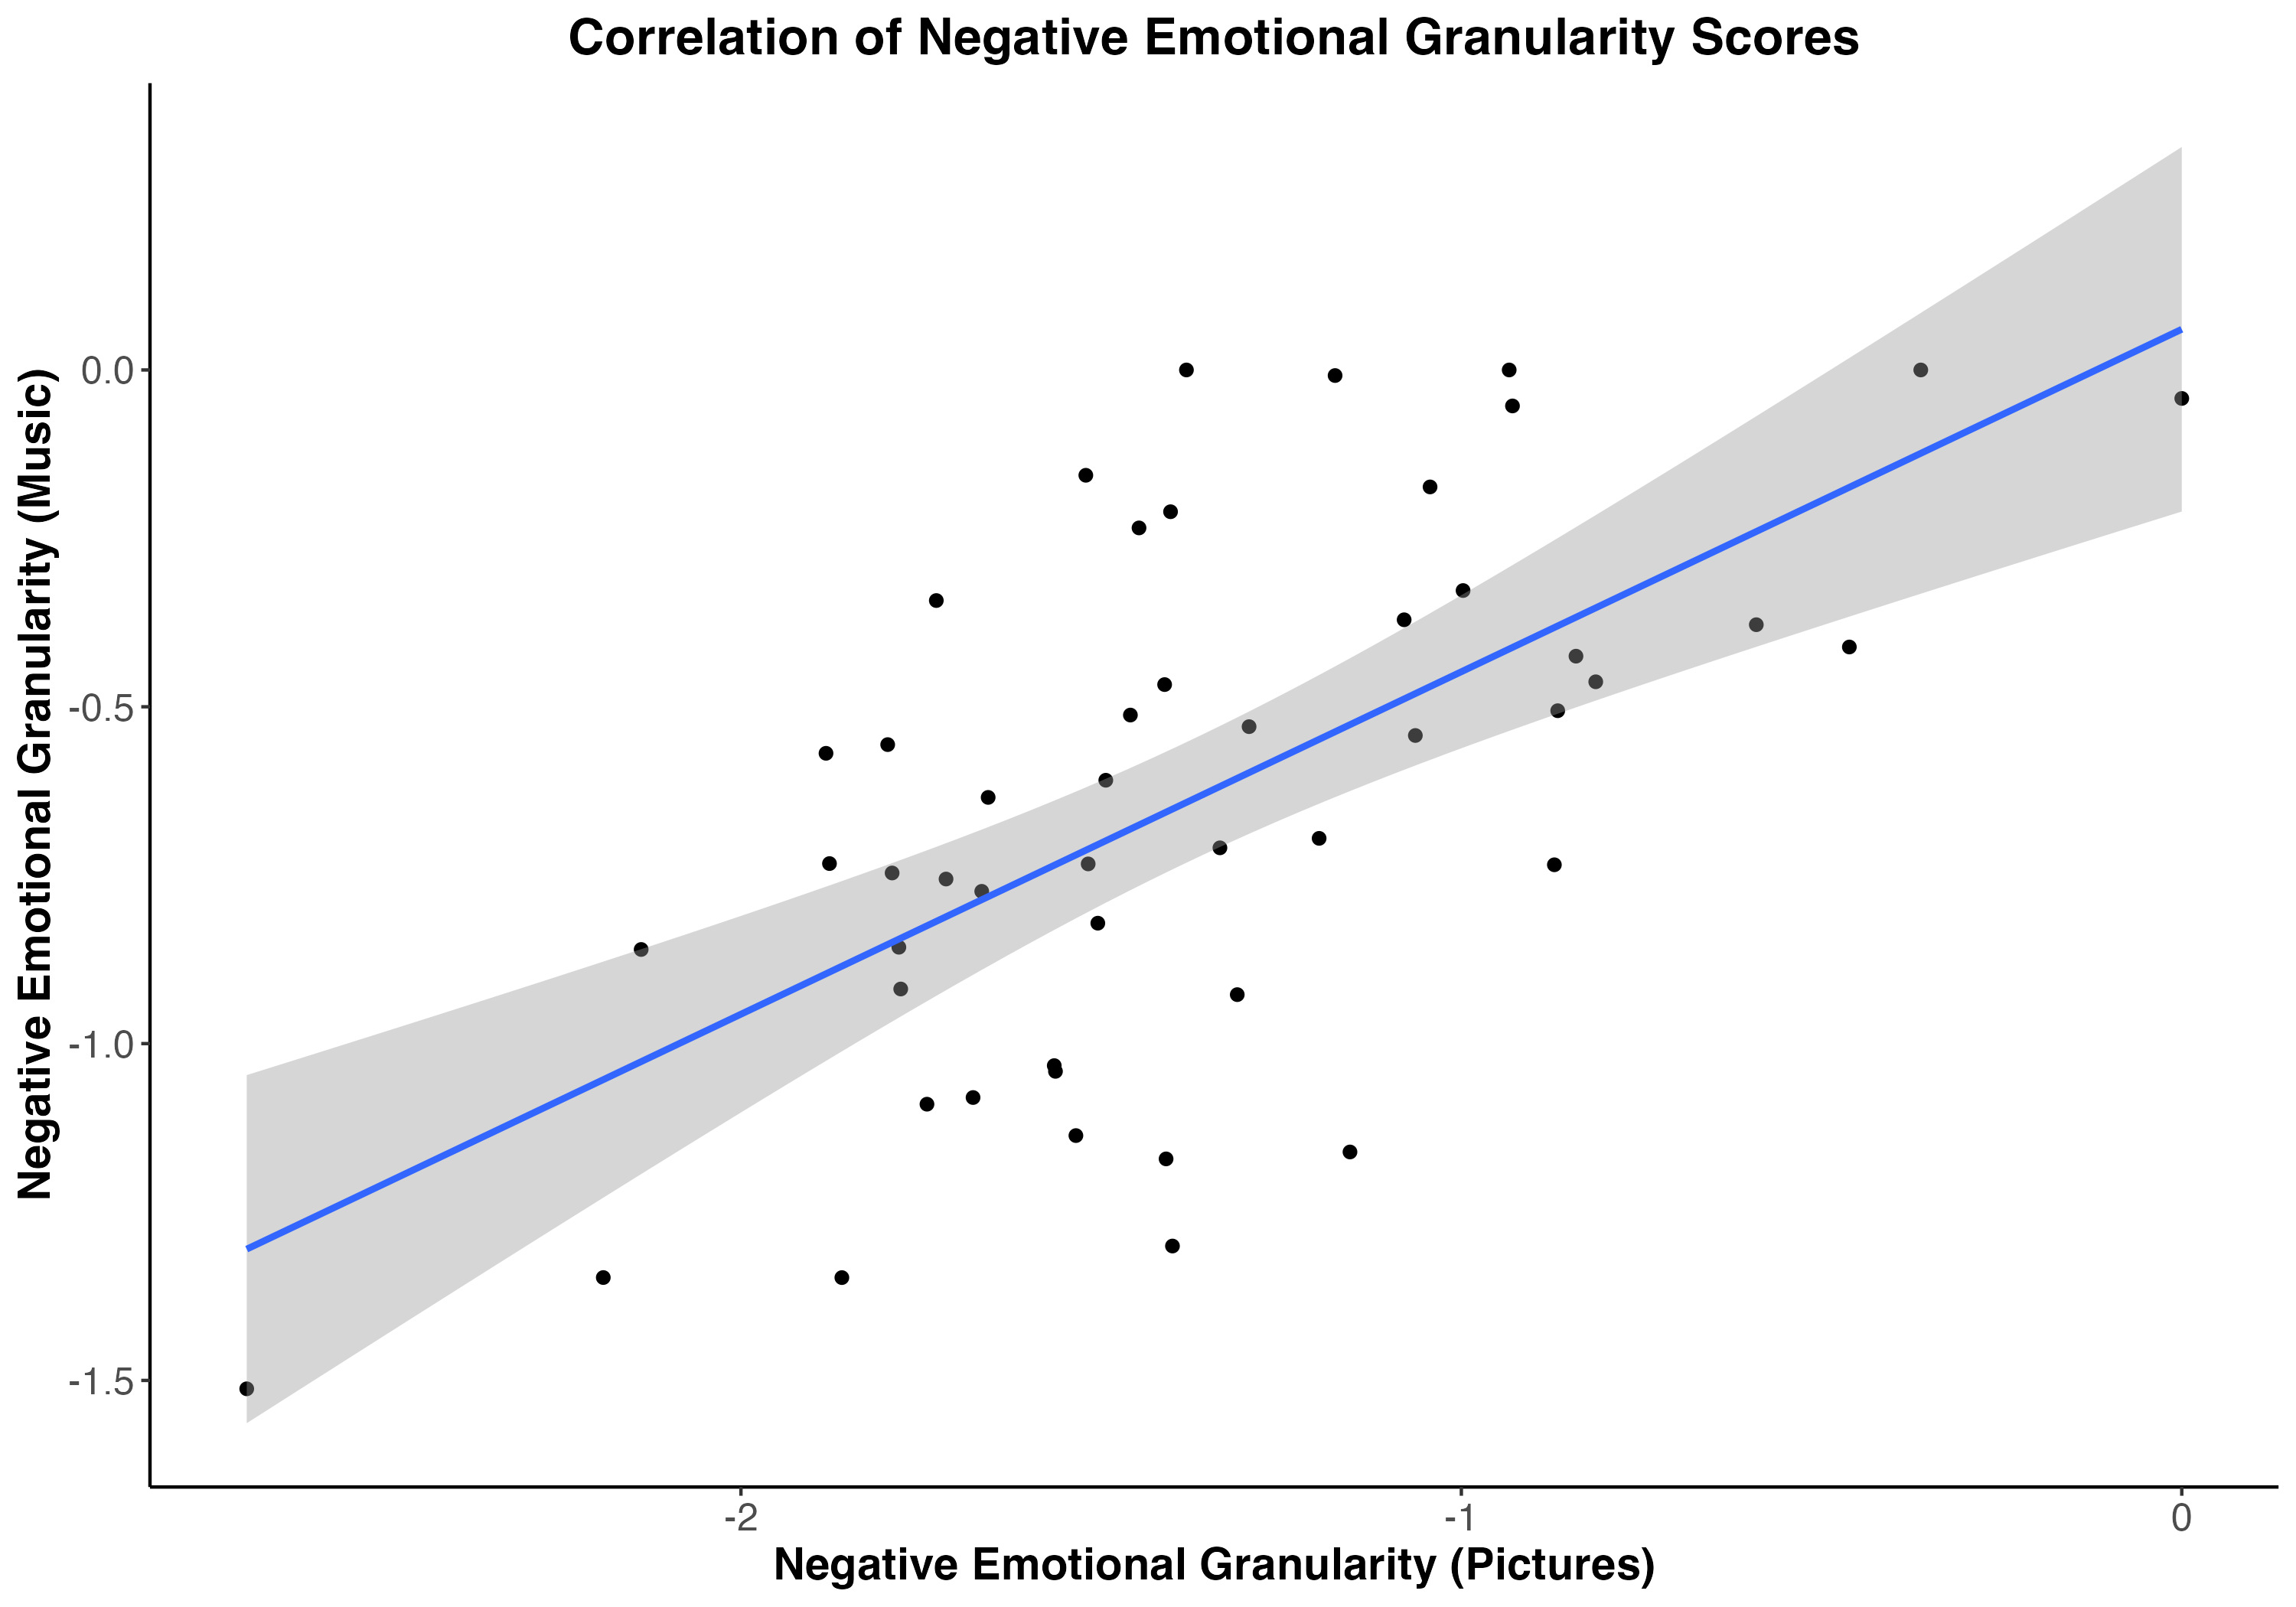 Correlation of Negative Emotional Granularity Scores
Negative Emotional Granularity (Music)
0.0
-0.5
-1.0
-1.5
-2
-1
0
Negative Emotional Granularity (Pictures)